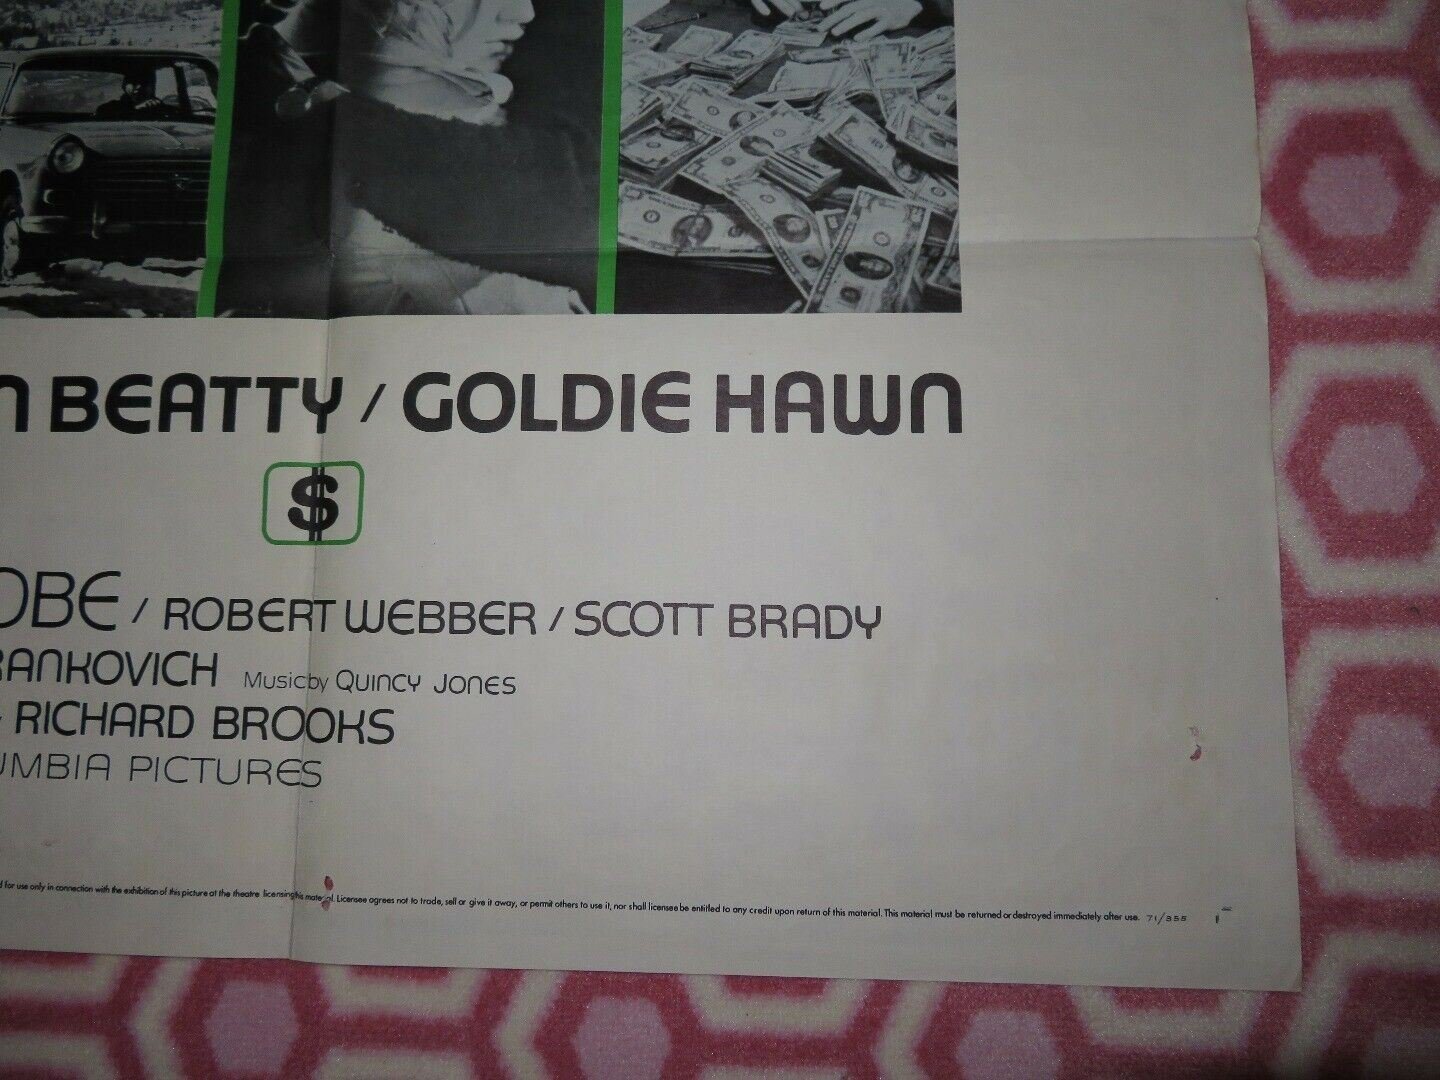 N BEATTY / GOLDIE HAWN
$
OBE / ROBERT WEBBER / SCOTT BRADY
RANKOVICH Music by QUINCY JONES
RICHARD BROOKS
UMBIA PICTURES
d for use only in connection with the exhibition of this picture at the theatre licensing this material. Licensee agrees not to trade, sell or give it away, or permit others to use it, nor shall licensee be entitled to any credit upon return of this material. This material must be returned or destroyed immediately after use. 71/355